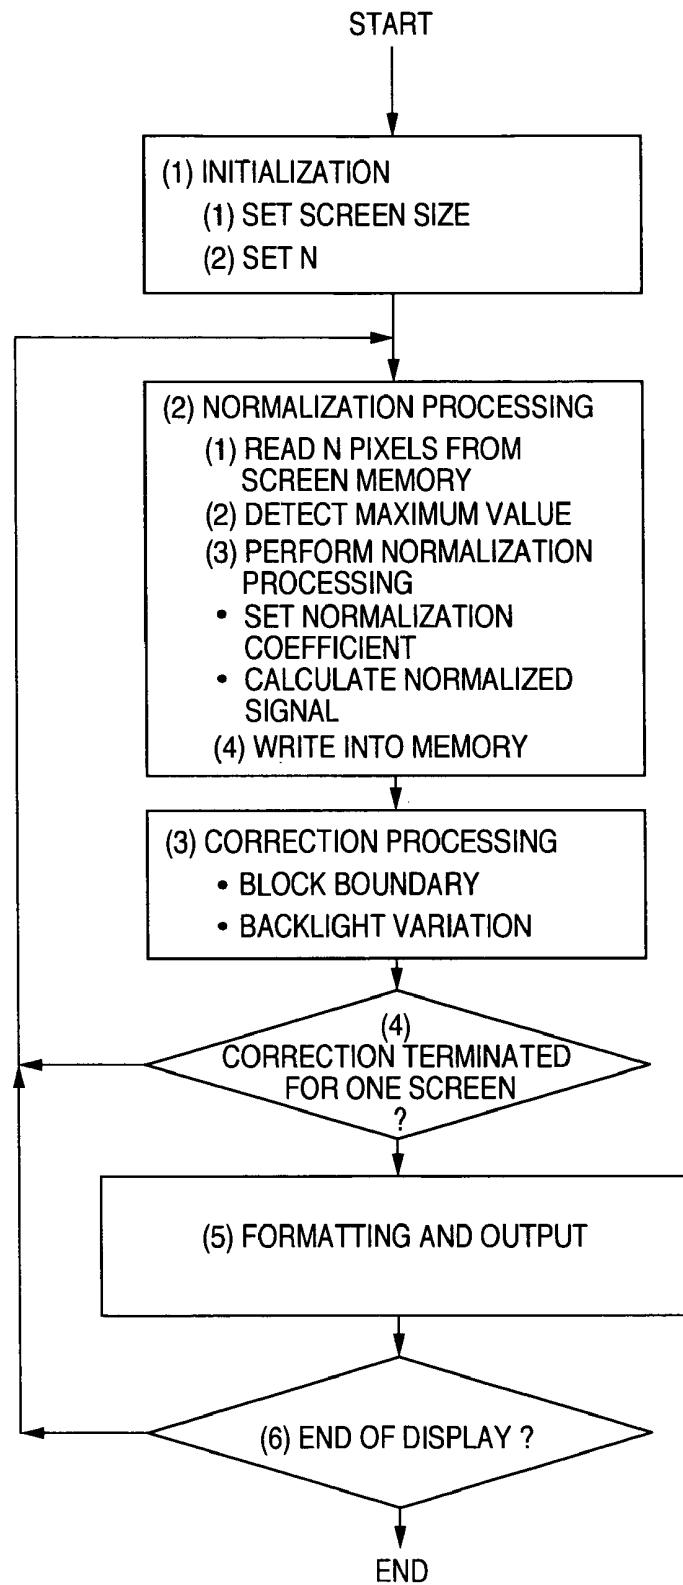 START
(1) INITIALIZATION
(1) SET SCREEN SIZE
(2) SET N
(2) NORMALIZATION PROCESSING
(1) READ N PIXELS FROM
SCREEN MEMORY
(2) DETECT MAXIMUM VALUE
(3) PERFORM NORMALIZATION
PROCESSING
• SET NORMALIZATION
COEFFICIENT
• CALCULATE NORMALIZED
SIGNAL
(4) WRITE INTO MEMORY
(3) CORRECTION PROCESSING
• BLOCK BOUNDARY
• BACKLIGHT VARIATION
(4)
CORRECTION TERMINATED
FOR ONE SCREEN
?
(5) FORMATTING AND OUTPUT
(6) END OF DISPLAY ?
END